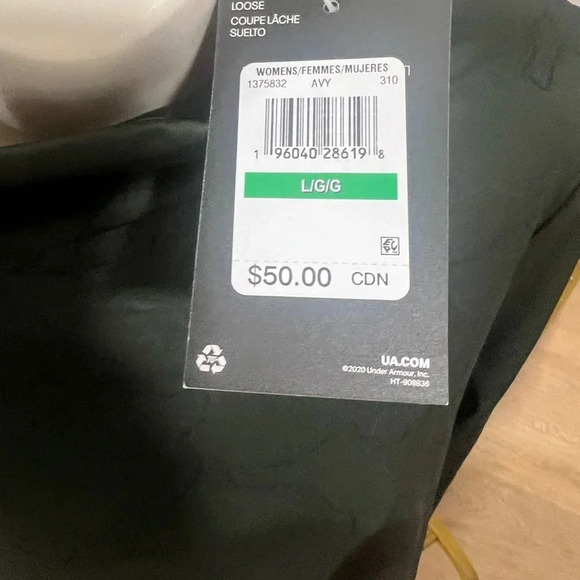 LOOSE
COUPE LÂCHE
SUELTO
WOMENS/FEMMES/MUJERES
1375832 AVY 310
1 96040 28619 8
L/G/G
$50.00 CDN
UA.COM
©2020 Under Armour, Inc.
HT-908836